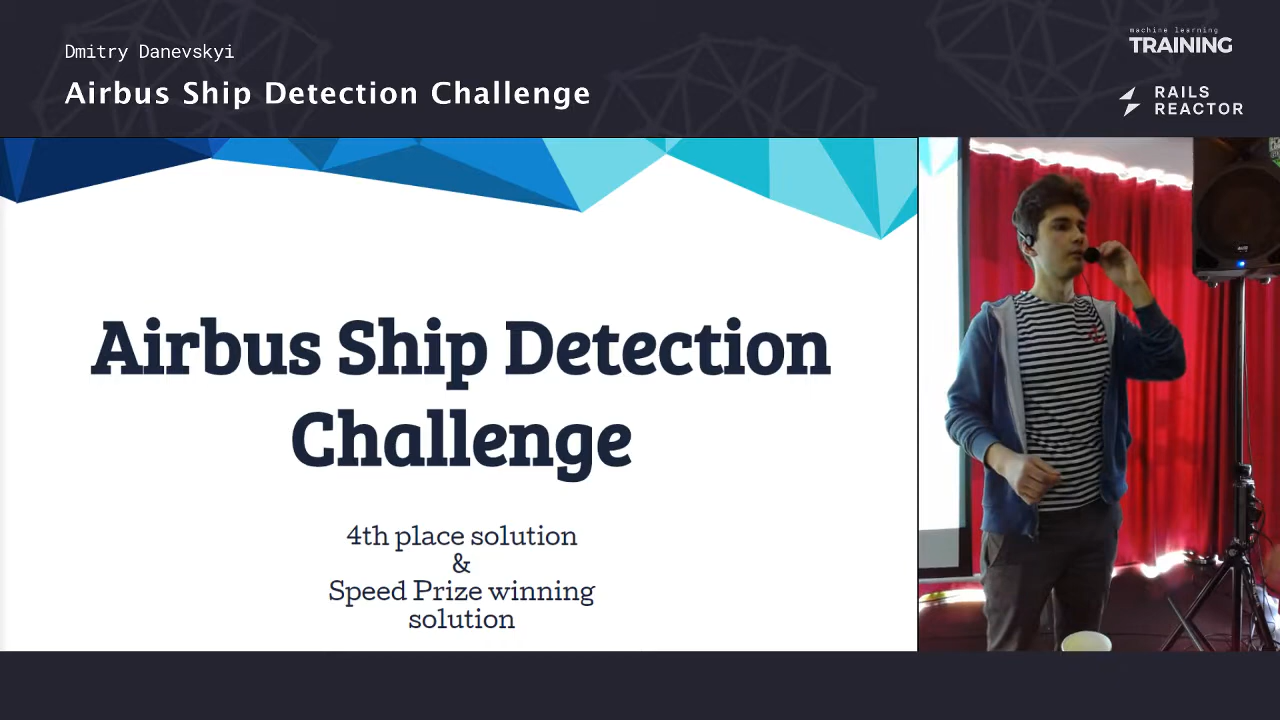 Dmitry Danevskyi
Airbus Ship Detection Challenge
machine learning
TRAINING
RAILS
REACTOR
Airbus Ship Detection
Challenge
4th place solution
&
Speed Prize winning
solution